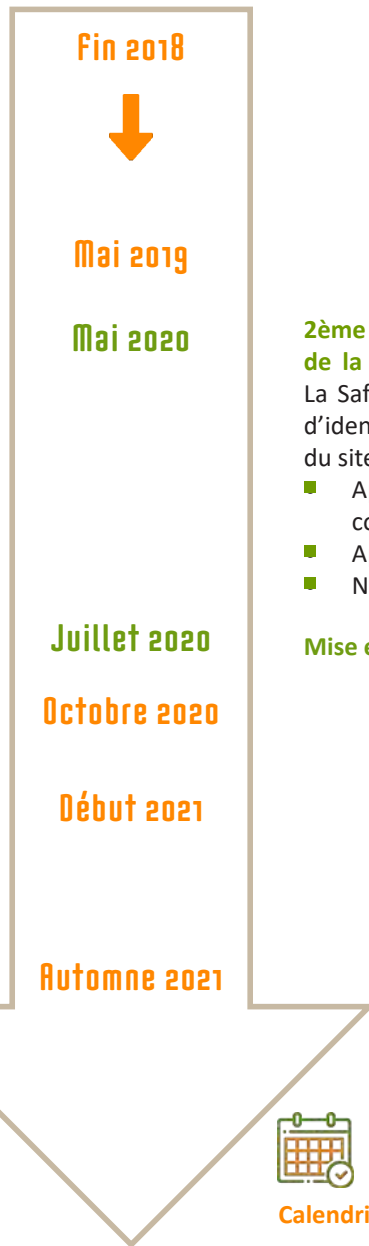 Fin 2018
Mai 2019
Mai 2020
2ème
de la
La Saf
d'iden
du site
A
co
A
N
Juillet 2020
Mise e
Octobre 2020
Début 2021
Automne 2021
Calendri